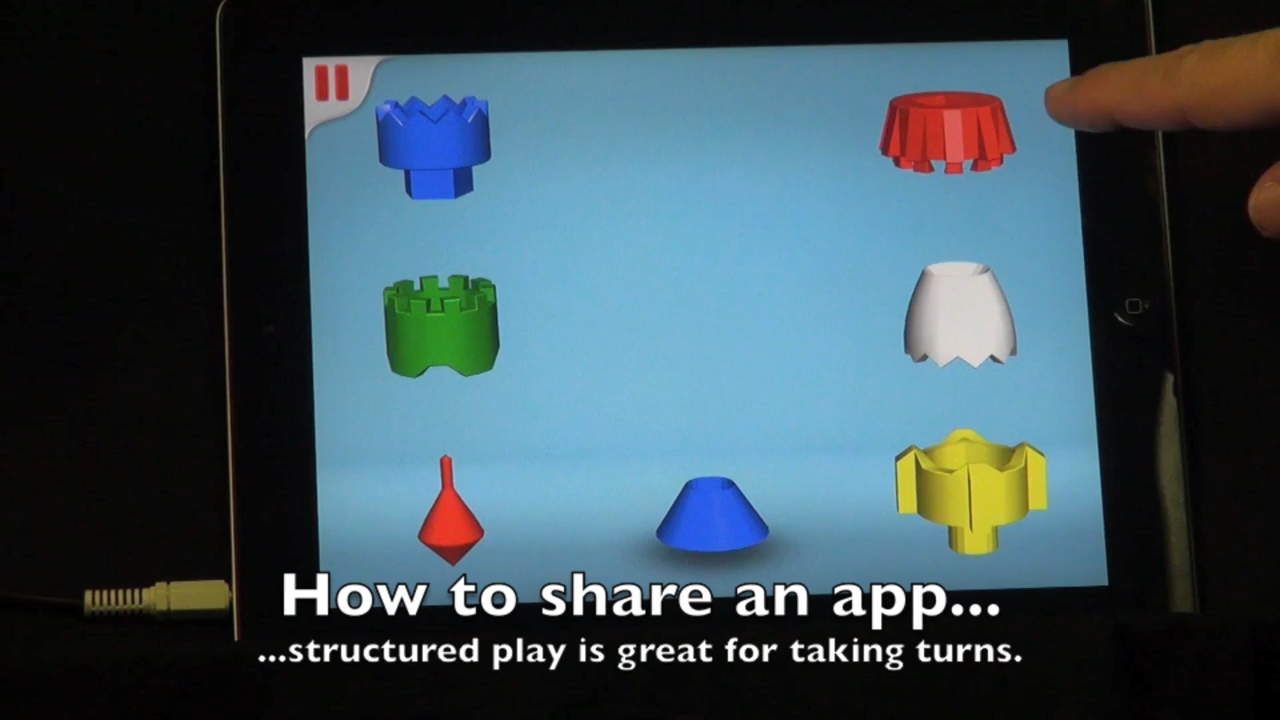 How to share an app...
...structured play is great for taking turns.